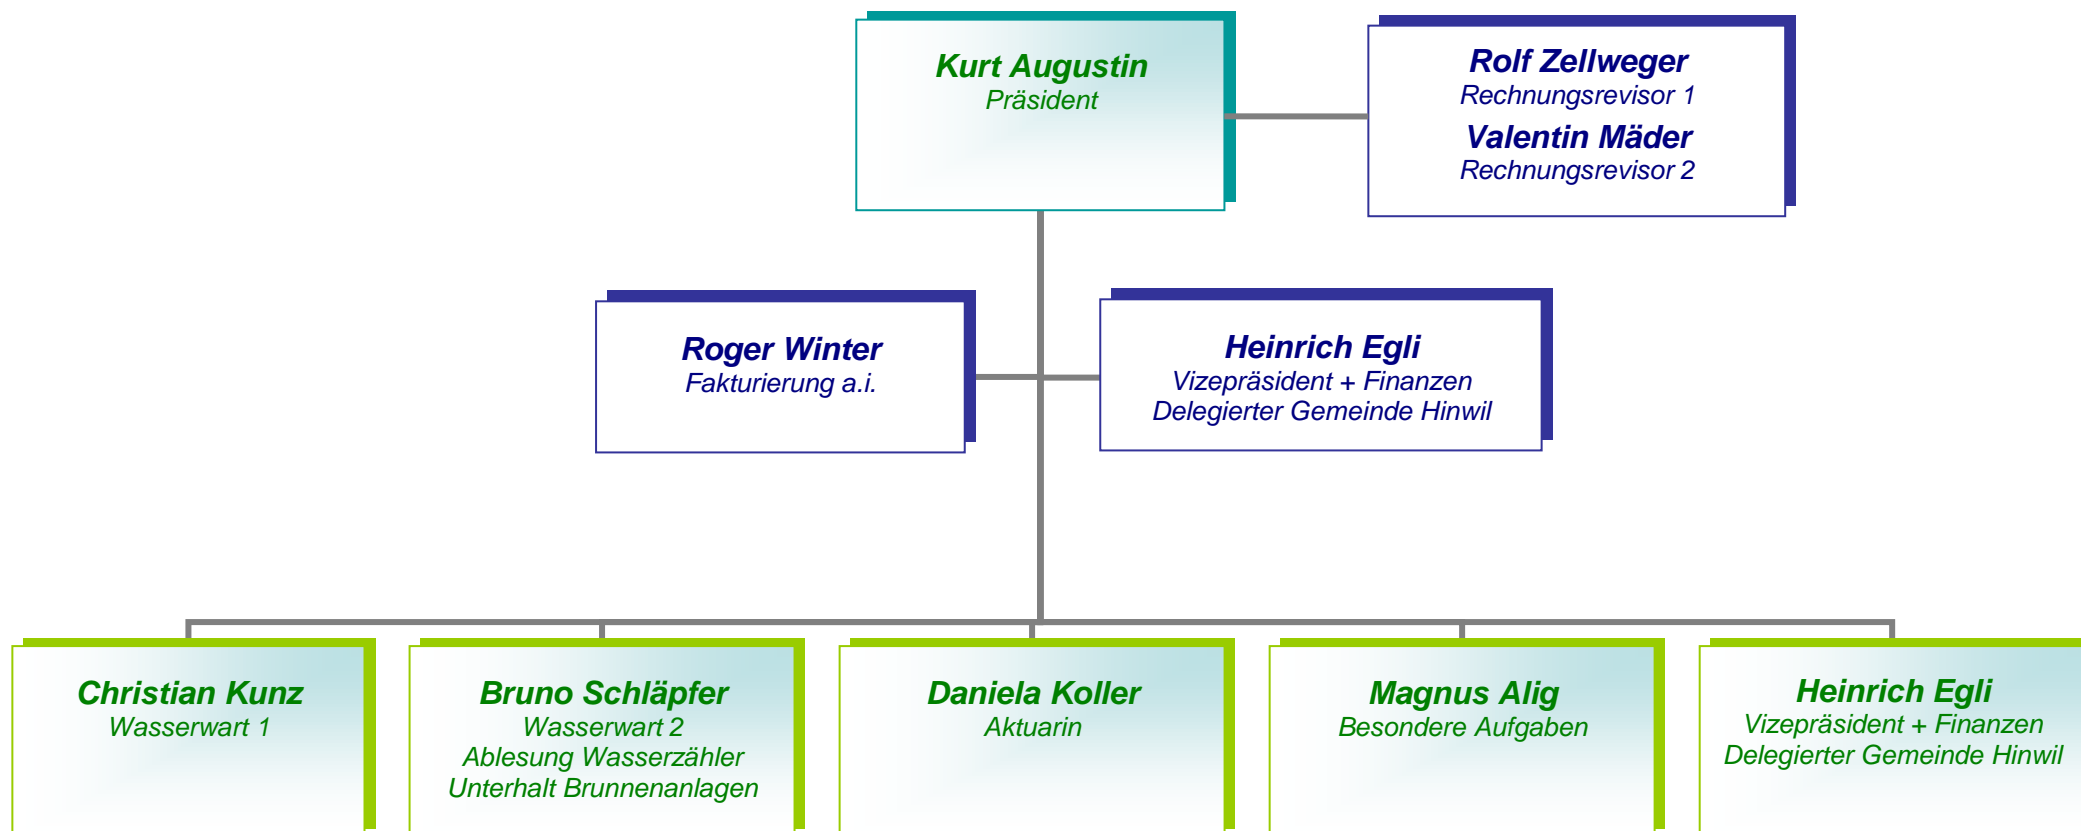 Kurt Augustin
Präsident
Rolf Zellweger
Rechnungsrevisor 1
Valentin Mäder
Rechnungsrevisor 2
Roger Winter
Fakturierung a.i.
Heinrich Egli
Vizepräsident + Finanzen
Delegierter Gemeinde Hinwil
Christian Kunz
Wasserwart 1
Bruno Schläpfer
Wasserwart 2
Ablesung Wasserzähler
Unterhalt Brunnenanlagen
Daniela Koller
Aktuarin
Magnus Alig
Besondere Aufgaben
Heinrich Egli
Vizepräsident + Finanzen
Delegierter Gemeinde Hinwil